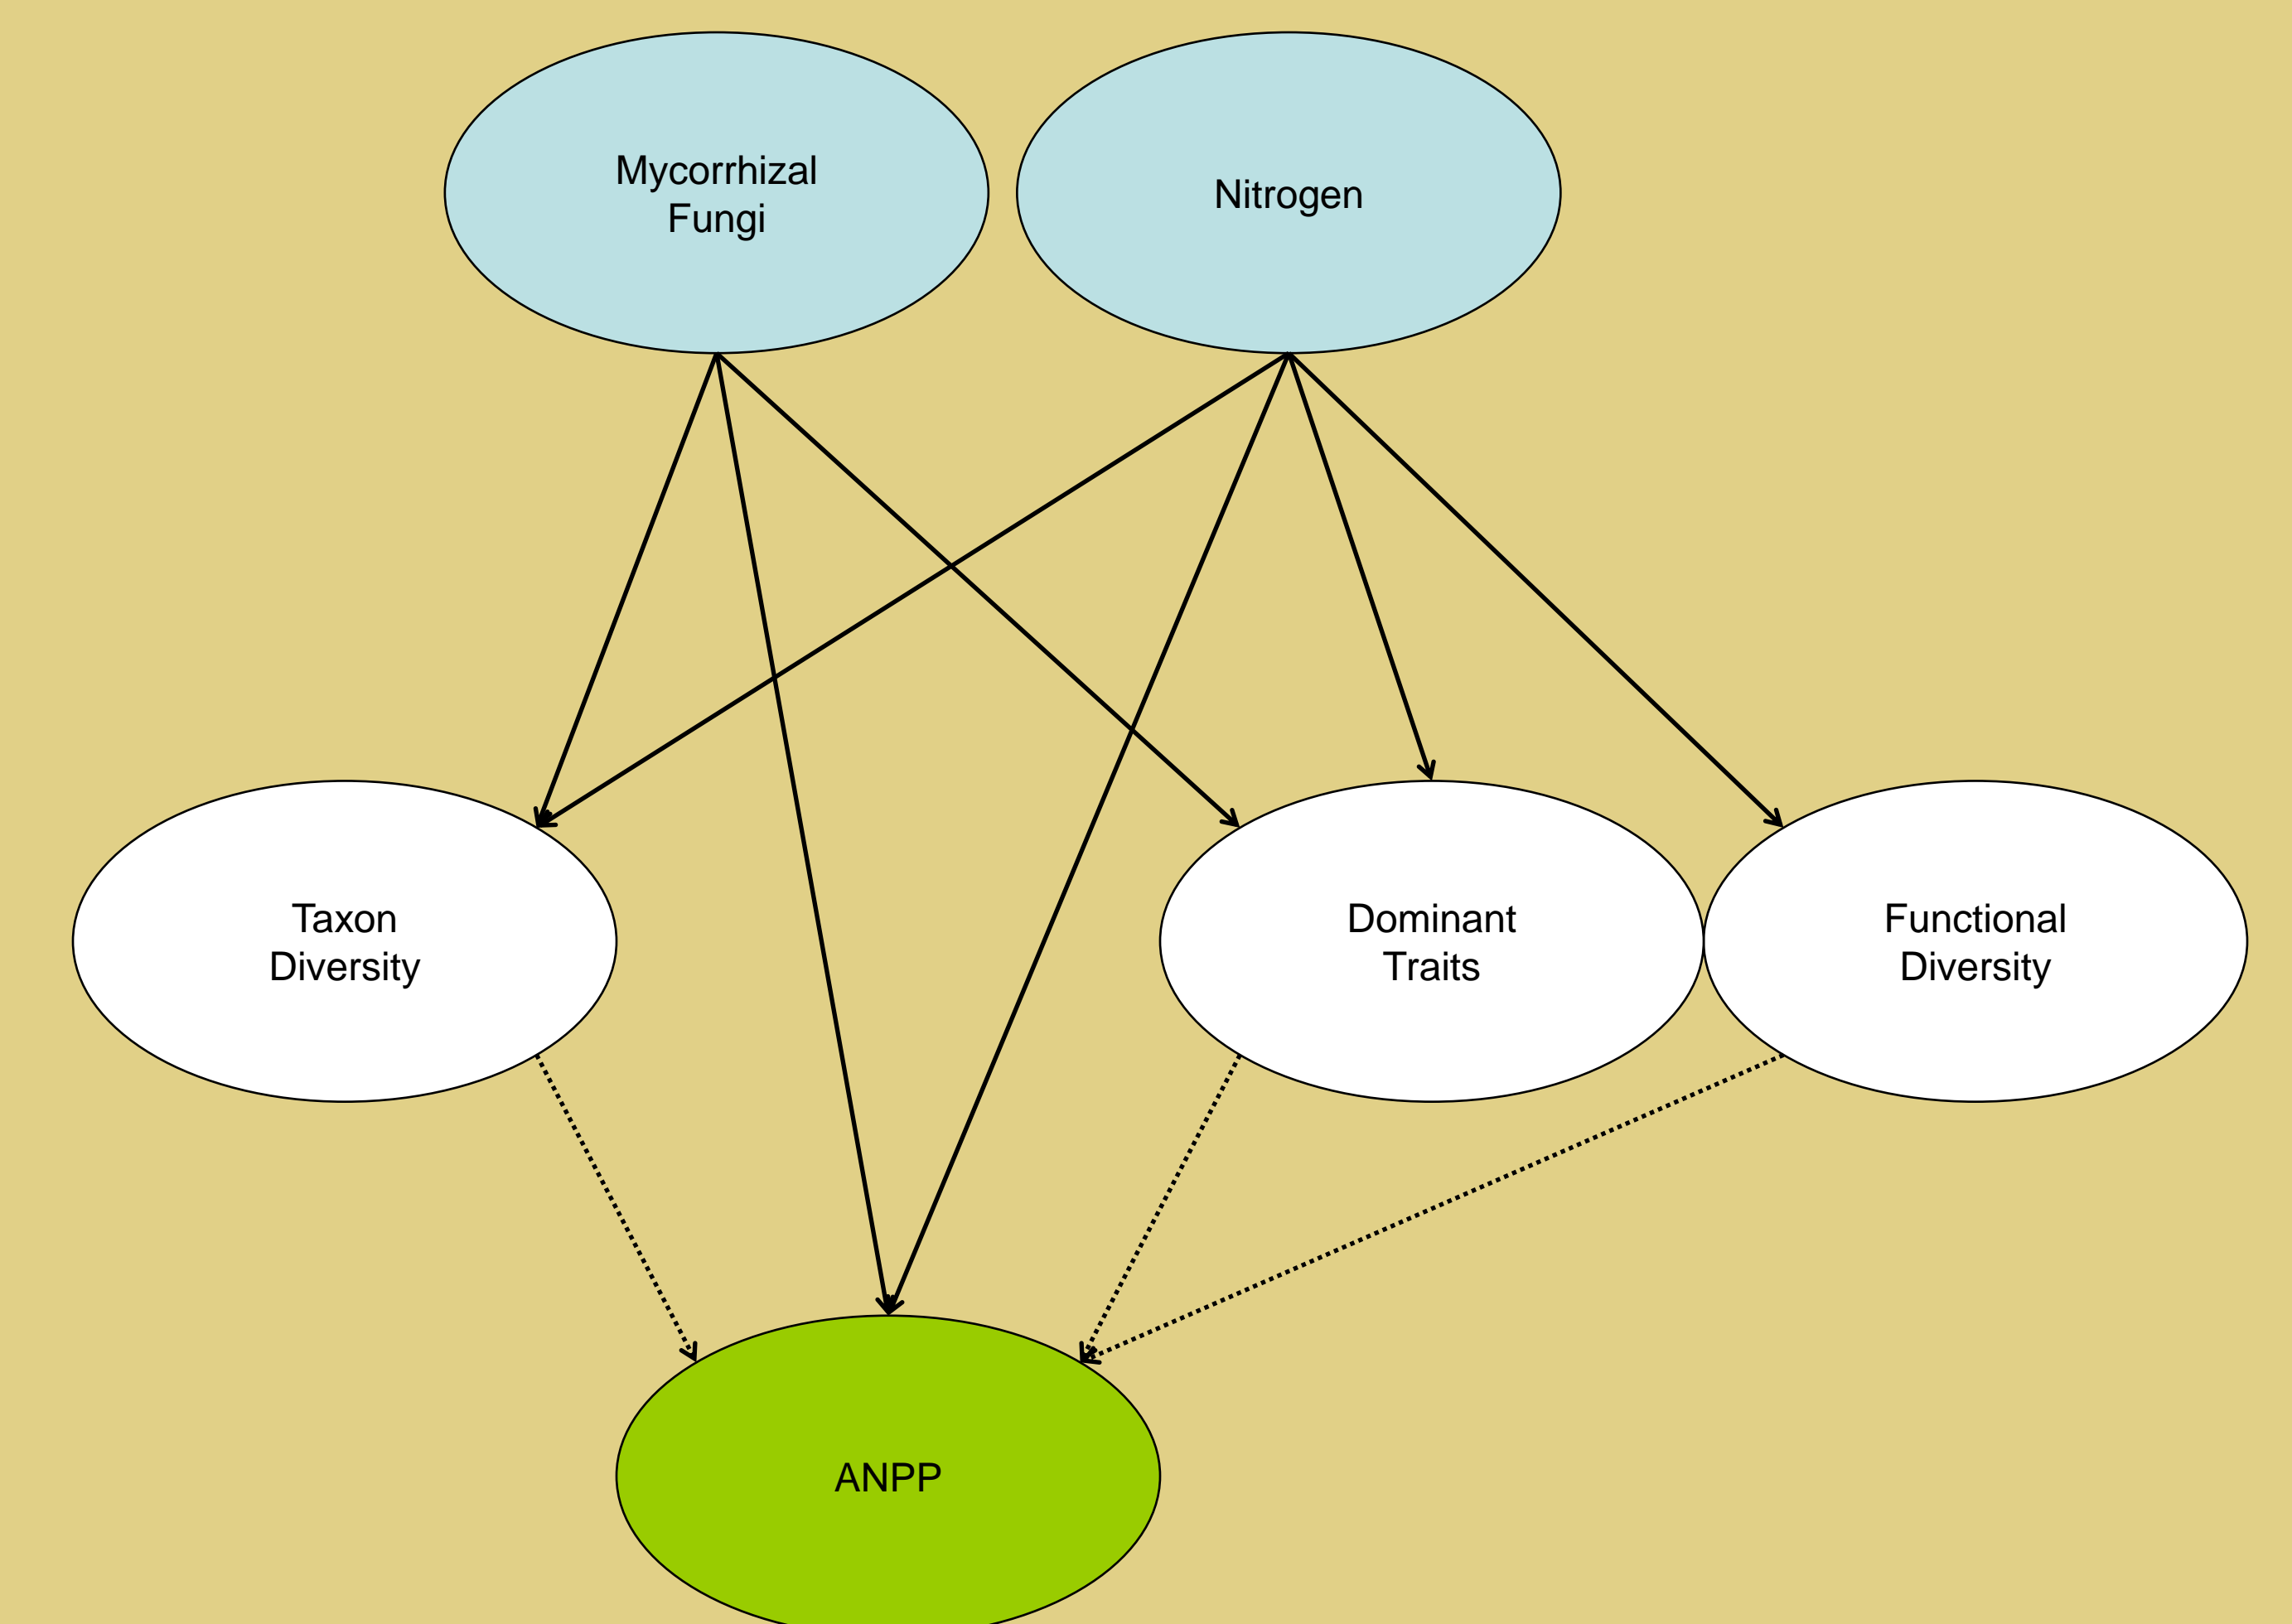 Mycorrhizal
Fungi
Nitrogen
Taxon
Diversity
Dominant
Traits
Functional
Diversity
ANPP